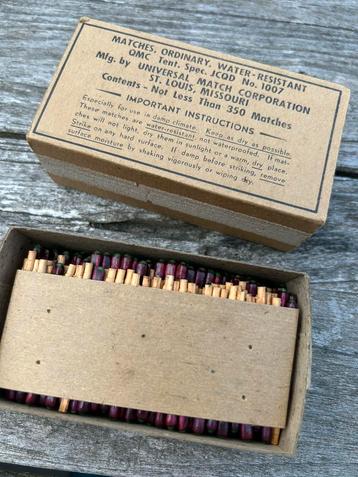 MATCHES, ORDINARY, WATER-RESISTANT
QMC Tent. Spec. JCQD No. 1007
Mfg. by UNIVERSAL MATCH CORPORATION
ST. LOUIS, MISSOURI
Contents - Not Less Than 350 Matches
IMPORTANT INSTRUCTIONS
Especially for use in damp climate. Keep as dry as possible.
These matches are water-resistant not waterproofed. If mat-
ches will not light, dry them in sunlight or a warm, dry place.
Strike on any hard surface. If damp before striking, remove
surface moisture by shaking vigorously or wiping dry.